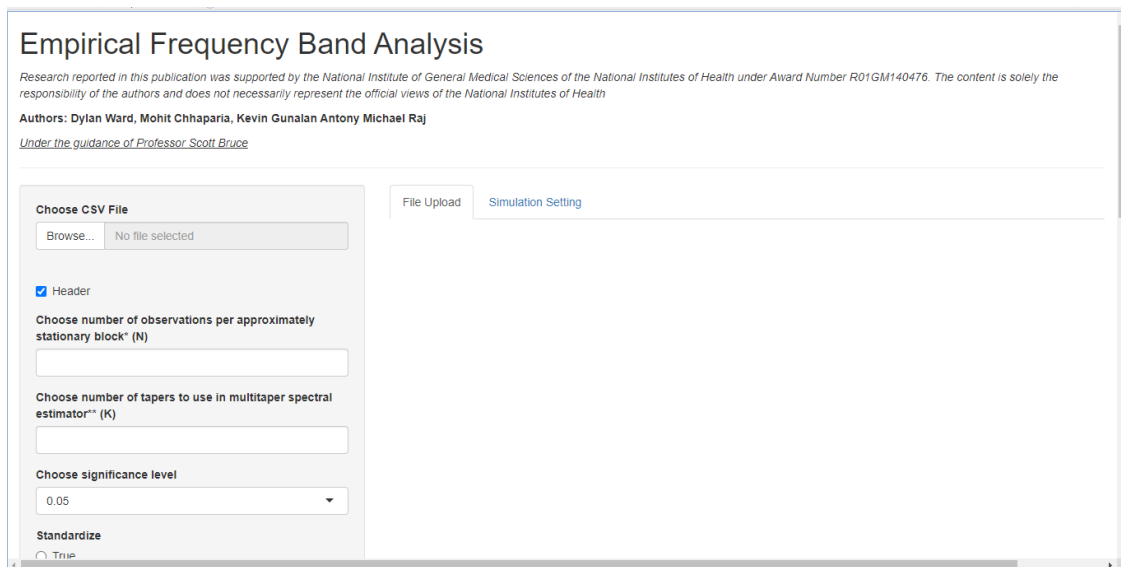 Empirical Frequency Band Analysis
Research reported in this publication was supported by the National Institute of General Medical Sciences of the National Institutes of Health under Award Number R01GM140476. The content is solely the
responsibility of the authors and does not necessarily represent the official views of the National Institutes of Health
Authors: Dylan Ward, Mohit Chhaparia, Kevin Gunalan Antony Michael Raj
Under the guidance of Professor Scott Bruce
Choose CSV File
Browse... No file selected
Header
Choose number of observations per approximately
stationary block* (N)
Choose number of tapers to use in multitaper spectral
estimator** (K)
Choose significance level
0.05
Standardize
True
File Upload Simulation Setting